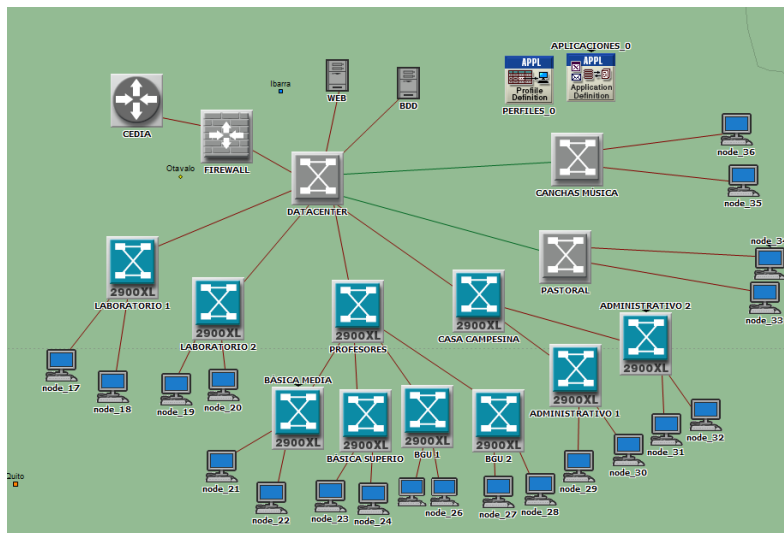 APLICACIONES_0
APPL
APPL
Profile
Definition
Application
Definition
PERFILES_0
Ibarra
WEB
BDD
CEDIA
FIREWALL
node_36
Otavalo
DATACENTER
CANCHAS MÚSICA
node_35
node_34
PASTORAL
2900XL
LABORATORIO 1
node_33
2900XL
LABORATORIO 2
2900XL
PROFESORES
2900XL
CASA CAMPESINA
ADMINISTRATIVO 2
2900XL
node_17
node_18
node_19
node_20
BASICA MEDIA
2900XL
2900XL
BASICA SUPERIO
2900XL
BGU 1
2900XL
BGU 2
2900XL
ADMINISTRATIVO 1
node_32
node_31
node_30
Quito
node_21
node_22
node_23
node_24
node_26
node_27
node_28
node_29